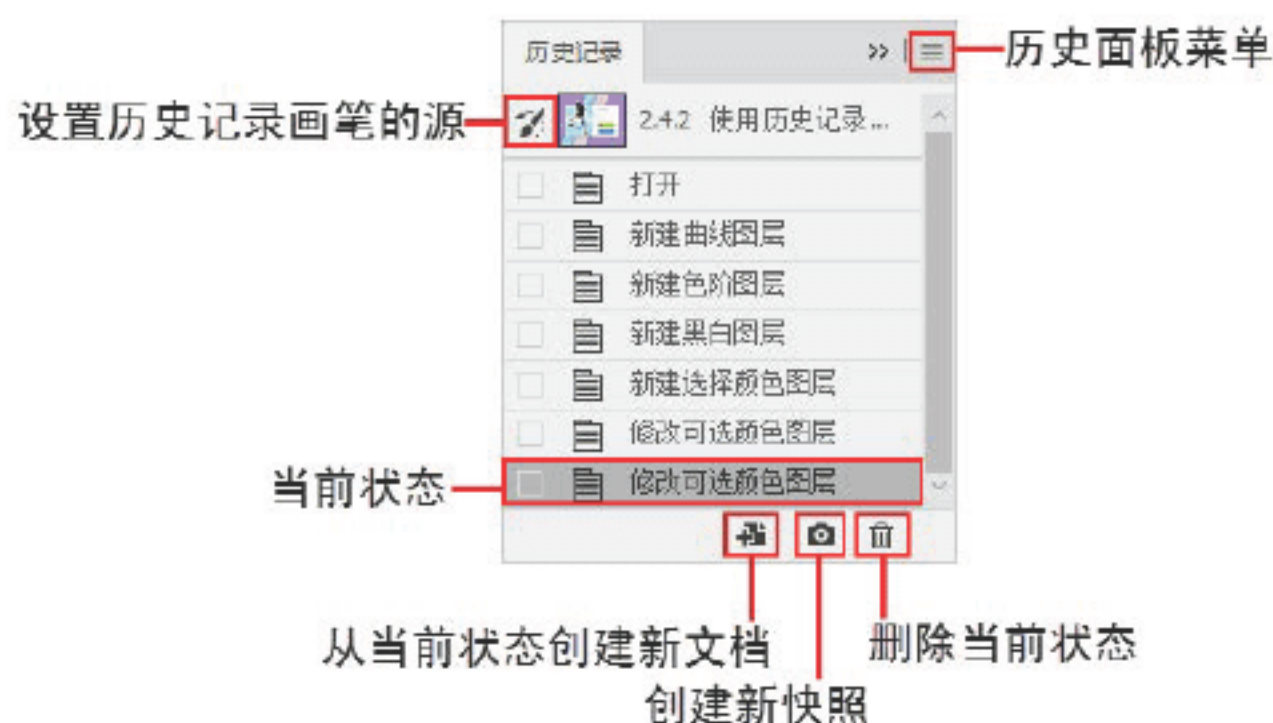 历史记录
历史面板菜单
设置历史记录画笔的源
2.4.2 使用历史记录...
打开
新建曲线图层
新建色阶图层
新建黑白图层
新建选择颜色图层
修改可选颜色图层
当前状态
修改可选颜色图层
从当前状态创建新文档
删除当前状态
创建新快照